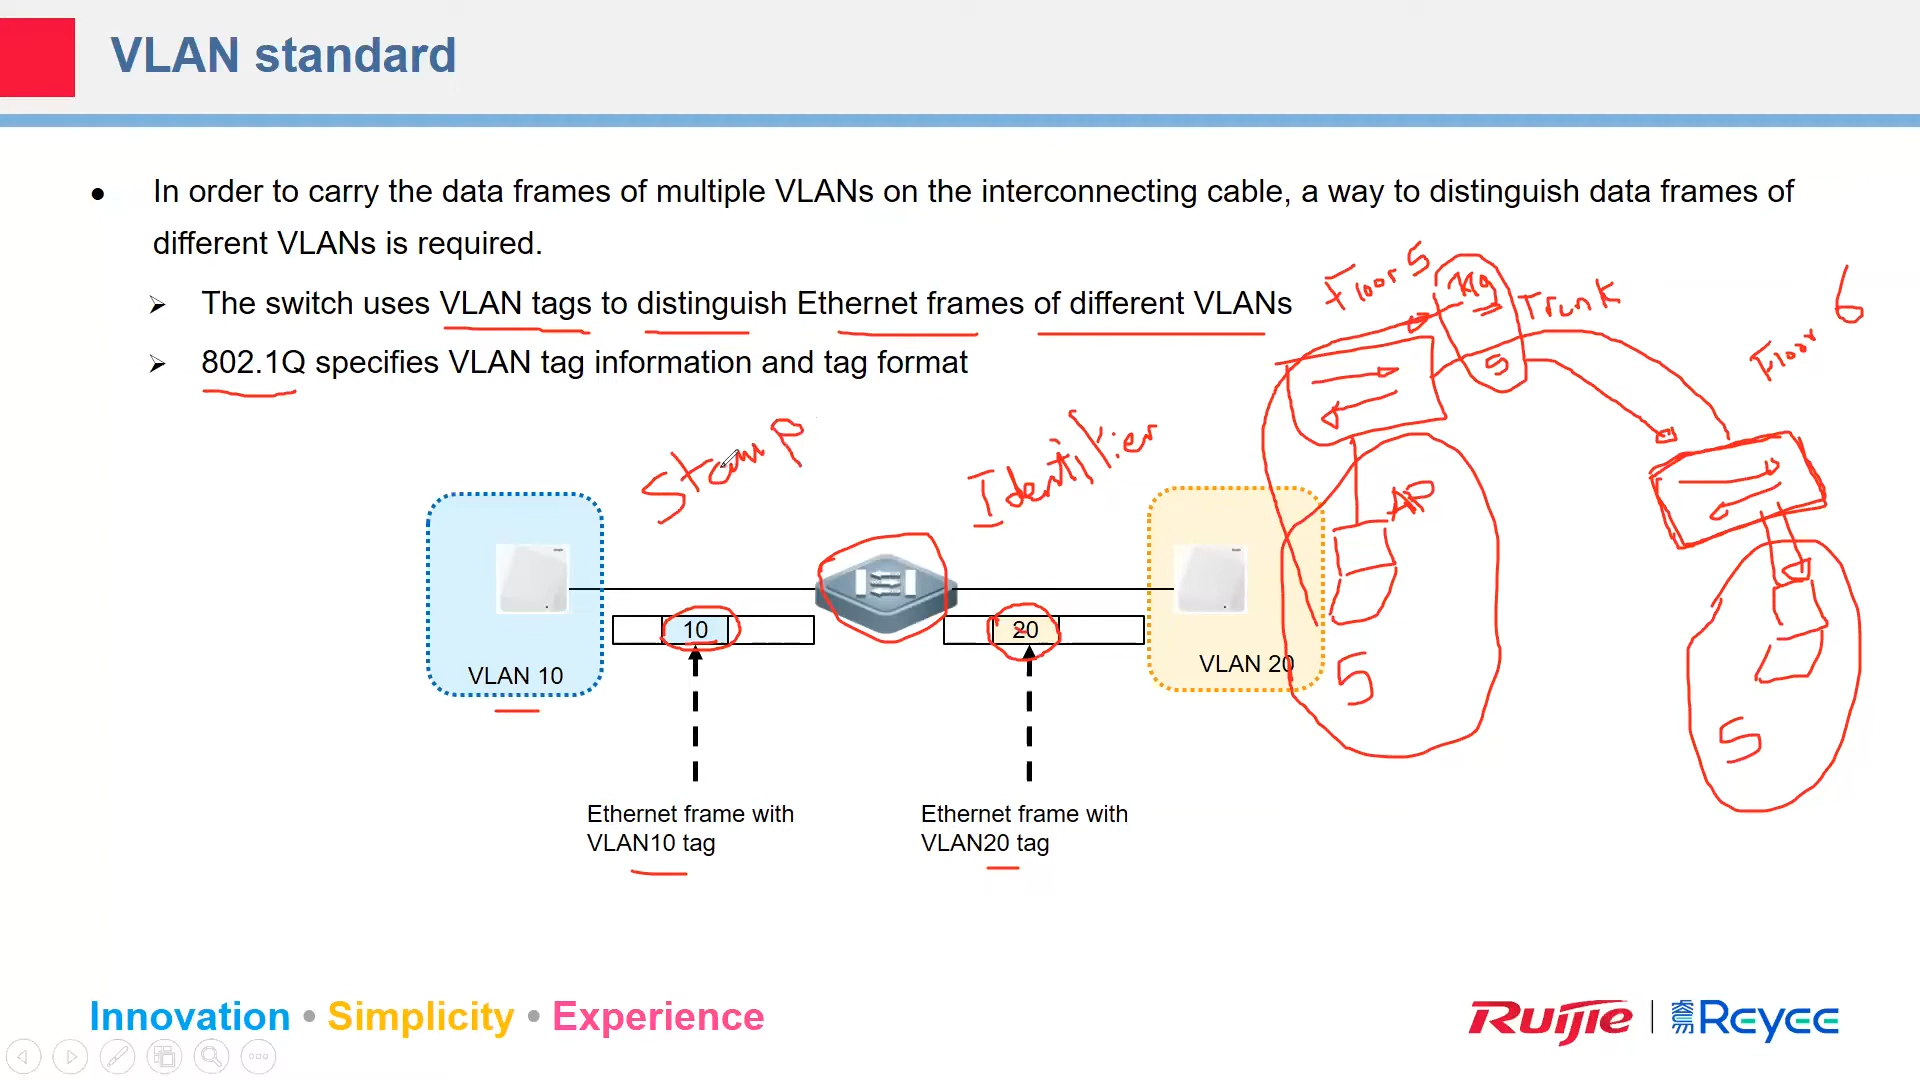 VLAN standard
In order to carry the data frames of multiple VLANs on the interconnecting cable, a way to distinguish data frames of
different VLANs is required.
The switch uses VLAN tags to distinguish Ethernet frames of different VLANs
802.1Q specifies VLAN tag information and tag format
Floor 5
Trunk
5
Floor 6
Stamp
Identifier
AP
10
20
VLAN 10
VLAN 20
5
5
Ethernet frame with
VLAN10 tag
Ethernet frame with
VLAN20 tag
Innovation • Simplicity • Experience
Ruijie | Reyee